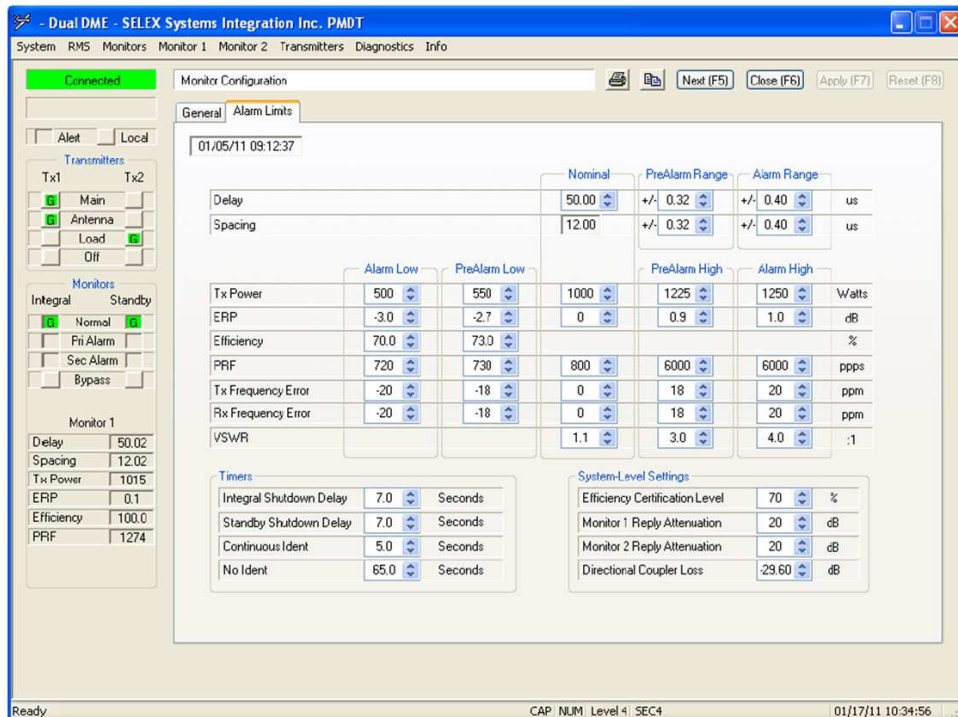 - Dual DME - SELEX Systems Integration Inc. PMDT
System RMS Monitors Monitor 1 Monitor 2 Transmitters Diagnostics Info
Connected
Monitor Configuration
Next (F5) Close (F6) Apply (F7) Reset (F8)
General Alarm Limits
Alert Local
01/05/11 09:12:37
Transmitters
Tx1 Tx2
G Main
G Antenna
Load G
Off
Monitors
Integral Standby
G Normal G
Pri Alarm
Sec Alarm
Bypass
Monitor 1
Delay 50.02
Spacing 12.02
Tx Power 1015
ERP 0.1
Efficiency 100.0
PRF 1274
Nominal PreAlarm Range Alarm Range
Delay 50.00 +/- 0.32 +/- 0.40 us
Spacing 12.00 +/- 0.32 +/- 0.40 us
Alarm Low PreAlarm Low PreAlarm High Alarm High
Tx Power 500 550 1000 1225 1250 Watts
ERP -3.0 -2.7 0 0.9 1.0 dB
Efficiency 70.0 73.0 %
PRF 720 730 800 6000 6000 ppps
Tx Frequency Error -20 -18 0 18 20 ppm
Rx Frequency Error -20 -18 0 18 20 ppm
VSWR 1.1 3.0 4.0 :1
Timers
Integral Shutdown Delay 7.0 Seconds
Standby Shutdown Delay 7.0 Seconds
Continuous Ident 5.0 Seconds
No Ident 65.0 Seconds
System-Level Settings
Efficiency Certification Level 70 %
Monitor 1 Reply Attenuation 20 dB
Monitor 2 Reply Attenuation 20 dB
Directional Coupler Loss -29.60 dB
Ready CAP NUM Level 4 SEC4 01/17/11 10:34:56